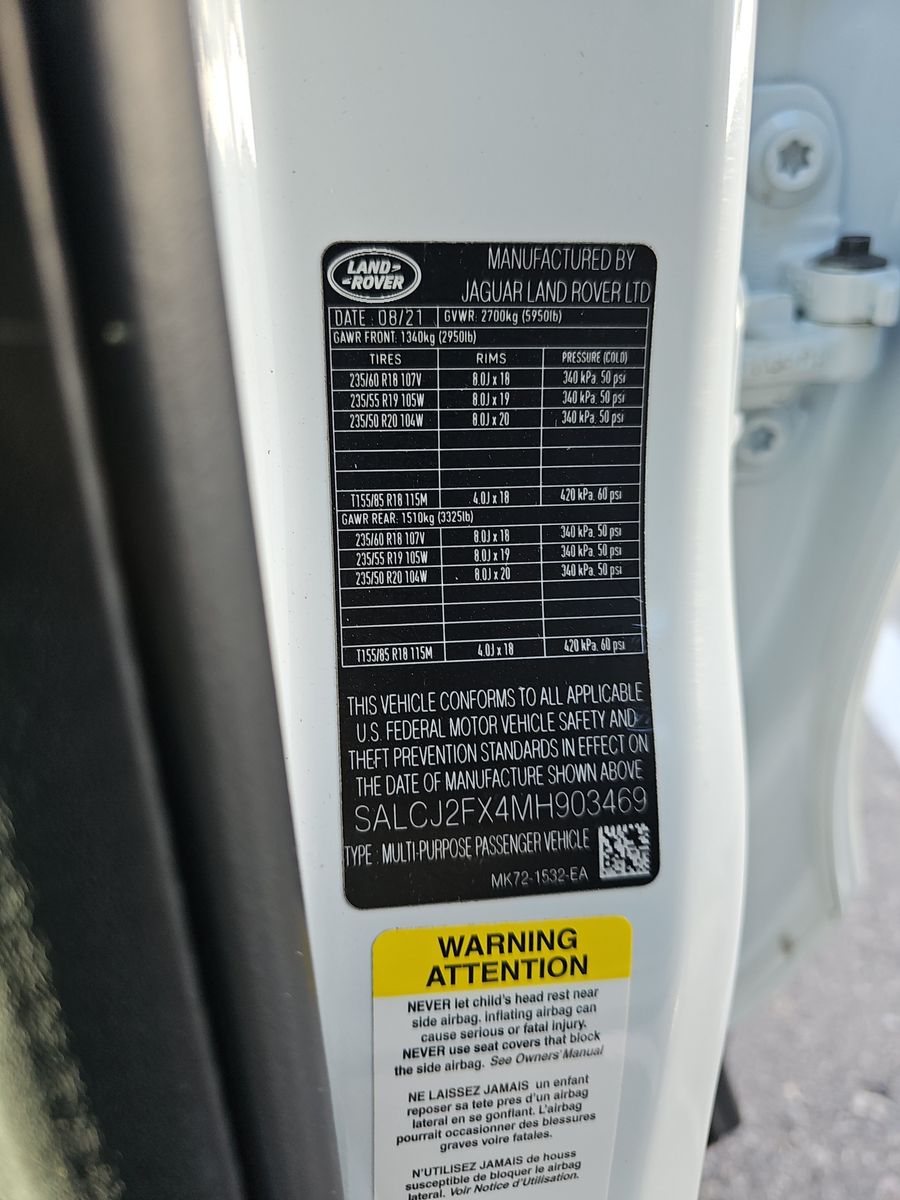 LAND-
-ROVER
MANUFACTURED BY
JAGUAR LAND ROVER LTD
DATE : 08/21 GVWR: 2700kg (5950lb)
GAWR FRONT: 1340kg (2950lb)
TIRES RIMS PRESSURE (COLD)
235/60 R18 107V 8.0J x 18 340 kPa. 50 psi
235/55 R19 105W 8.0J x 19 340 kPa. 50 psi
235/50 R20 104W 8.0J x 20 340 kPa. 50 psi
T155/85 R18 115M 4.0J x 18 420 kPa. 60 psi
GAWR REAR: 1510kg (3325lb)
235/60 R18 107V 8.0J x 18 340 kPa. 50 psi
235/55 R19 105W 8.0J x 19 340 kPa. 50 psi
235/50 R20 104W 8.0J x 20 340 kPa. 50 psi
T155/85 R18 115M 4.0J x 18 420 kPa. 60 psi
THIS VEHICLE CONFORMS TO ALL APPLICABLE
U.S. FEDERAL MOTOR VEHICLE SAFETY AND
THEFT PREVENTION STANDARDS IN EFFECT ON
THE DATE OF MANUFACTURE SHOWN ABOVE
SALCJ2FX4MH903469
TYPE : MULTI-PURPOSE PASSENGER VEHICLE
MK72-1532-EA
WARNING
ATTENTION
NEVER let child's head rest near
side airbag. inflating airbag can
cause serious or fatal injury.
NEVER use seat covers that block
the side airbag. See Owners' Manual
NE LAISSEZ JAMAIS un enfant
reposer sa tete pres d'un airbag
lateral en se gonflant. L'airbag
pourrait occasionner des blessures
graves voire fatales.
N'UTILISEZ JAMAIS de houss
susceptible de bloquer le airbag
lateral. Voir Notice d'Utilisation.